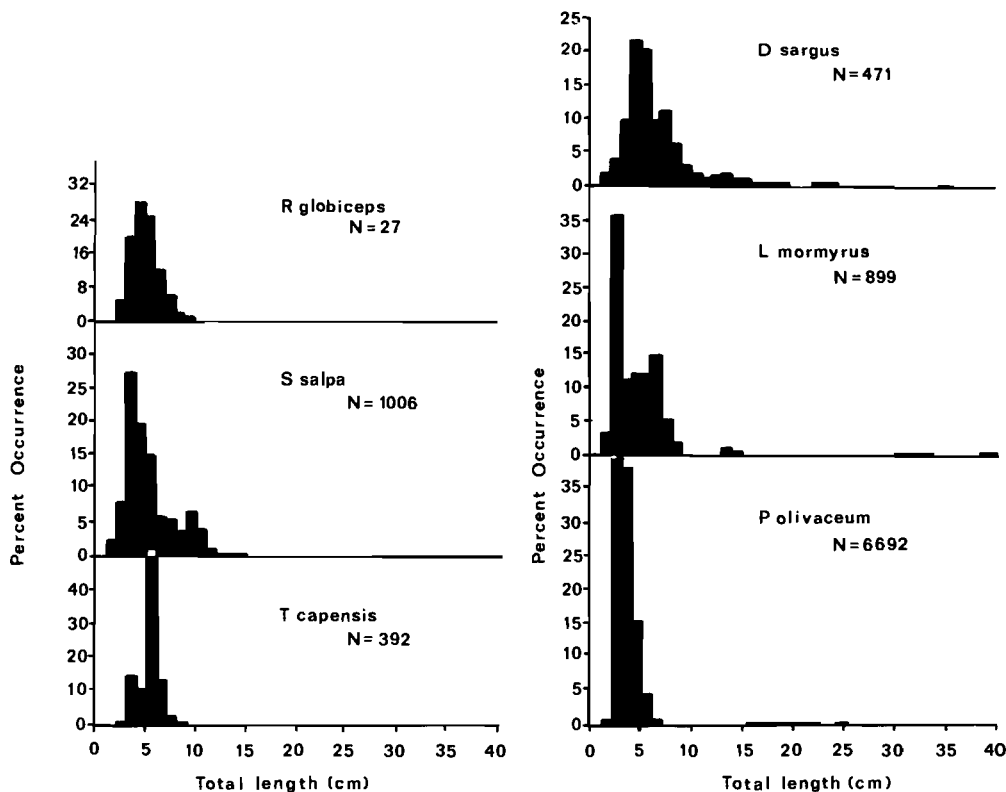 Percent Occurrence
32
24
16
8
0
R globiceps
N=27
30
25
20
15
10
5
0
S salpa
N=1006
40
30
20
10
0
T capensis
N=392
0 5 10 15 20 25 30 35 40
Total length (cm)
Percent Occurrence
25
20
15
10
5
0
D sargus
N=471
35
30
25
20
15
10
5
0
L mormyrus
N=899
35
30
25
20
15
10
5
0
P olivaceum
N=6692
0 5 10 15 20 25 30 35 40
Total length (cm)